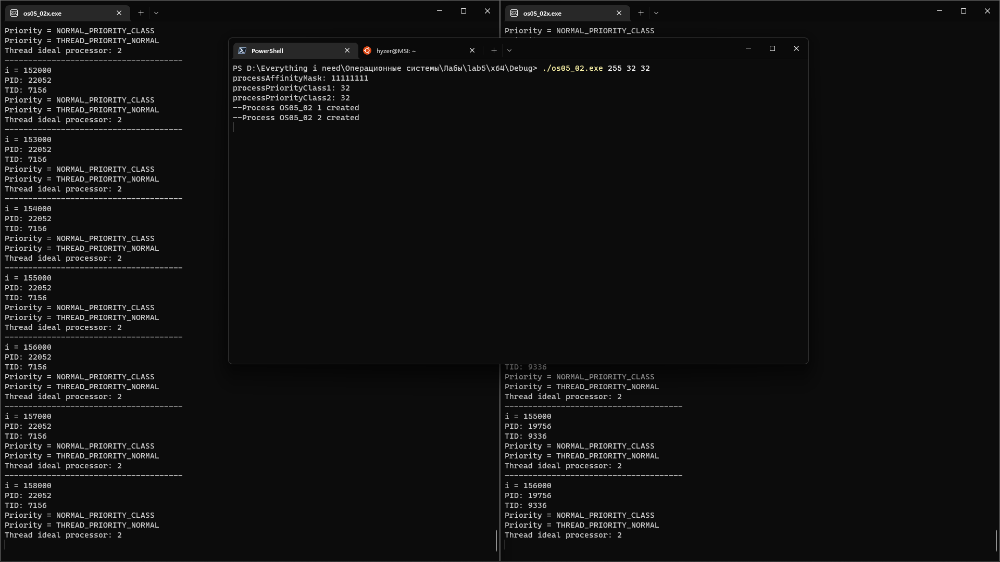 os05_02x.exe
Priority = NORMAL_PRIORITY_CLASS
Priority = THREAD_PRIORITY_NORMAL
Thread ideal processor: 2
--------------------------------------
i = 152000
PID: 22052
TID: 7156
Priority = NORMAL_PRIORITY_CLASS
Priority = THREAD_PRIORITY_NORMAL
Thread ideal processor: 2
--------------------------------------
i = 153000
PID: 22052
TID: 7156
Priority = NORMAL_PRIORITY_CLASS
Priority = THREAD_PRIORITY_NORMAL
Thread ideal processor: 2
--------------------------------------
i = 154000
PID: 22052
TID: 7156
Priority = NORMAL_PRIORITY_CLASS
Priority = THREAD_PRIORITY_NORMAL
Thread ideal processor: 2
--------------------------------------
i = 155000
PID: 22052
TID: 7156
Priority = NORMAL_PRIORITY_CLASS
Priority = THREAD_PRIORITY_NORMAL
Thread ideal processor: 2
--------------------------------------
i = 156000
PID: 22052
TID: 7156
Priority = NORMAL_PRIORITY_CLASS
Priority = THREAD_PRIORITY_NORMAL
Thread ideal processor: 2
--------------------------------------
i = 157000
PID: 22052
TID: 7156
Priority = NORMAL_PRIORITY_CLASS
Priority = THREAD_PRIORITY_NORMAL
Thread ideal processor: 2
--------------------------------------
i = 158000
PID: 22052
TID: 7156
Priority = NORMAL_PRIORITY_CLASS
Priority = THREAD_PRIORITY_NORMAL
Thread ideal processor: 2
PowerShell
hyzer@MSI: ~
PS D:\Everything i need\Операционные системы\Лабы\lab5\x64\Debug> ./os05_02.exe 255 32 32
processAffinityMask: 11111111
processPriorityClass1: 32
processPriorityClass2: 32
--Process OS05_02 1 created
--Process OS05_02 2 created
os05_02x.exe
Priority = NORMAL_PRIORITY_CLASS
TID: 9336
Priority = NORMAL_PRIORITY_CLASS
Priority = THREAD_PRIORITY_NORMAL
Thread ideal processor: 2
--------------------------------------
i = 155000
PID: 19756
TID: 9336
Priority = NORMAL_PRIORITY_CLASS
Priority = THREAD_PRIORITY_NORMAL
Thread ideal processor: 2
--------------------------------------
i = 156000
PID: 19756
TID: 9336
Priority = NORMAL_PRIORITY_CLASS
Priority = THREAD_PRIORITY_NORMAL
Thread ideal processor: 2